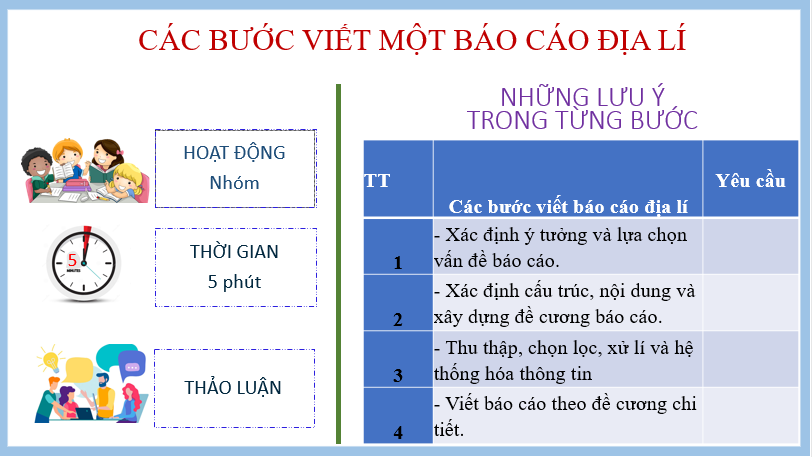 CÁC BƯỚC VIẾT MỘT BÁO CÁO ĐỊA LÍ
HOẠT ĐỘNG
Nhóm
5
MINUTES
THỜI GIAN
5 phút
THẢO LUẬN
NHỮNG LƯU Ý
TRONG TỪNG BƯỚC
TT
Các bước viết báo cáo địa lí
Yêu cầu
1
- Xác định ý tưởng và lựa chọn
vấn đề báo cáo.
2
- Xác định cấu trúc, nội dung và
xây dựng đề cương báo cáo.
3
- Thu thập, chọn lọc, xử lí và hệ
thống hóa thông tin
4
- Viết báo cáo theo đề cương chi
tiết.